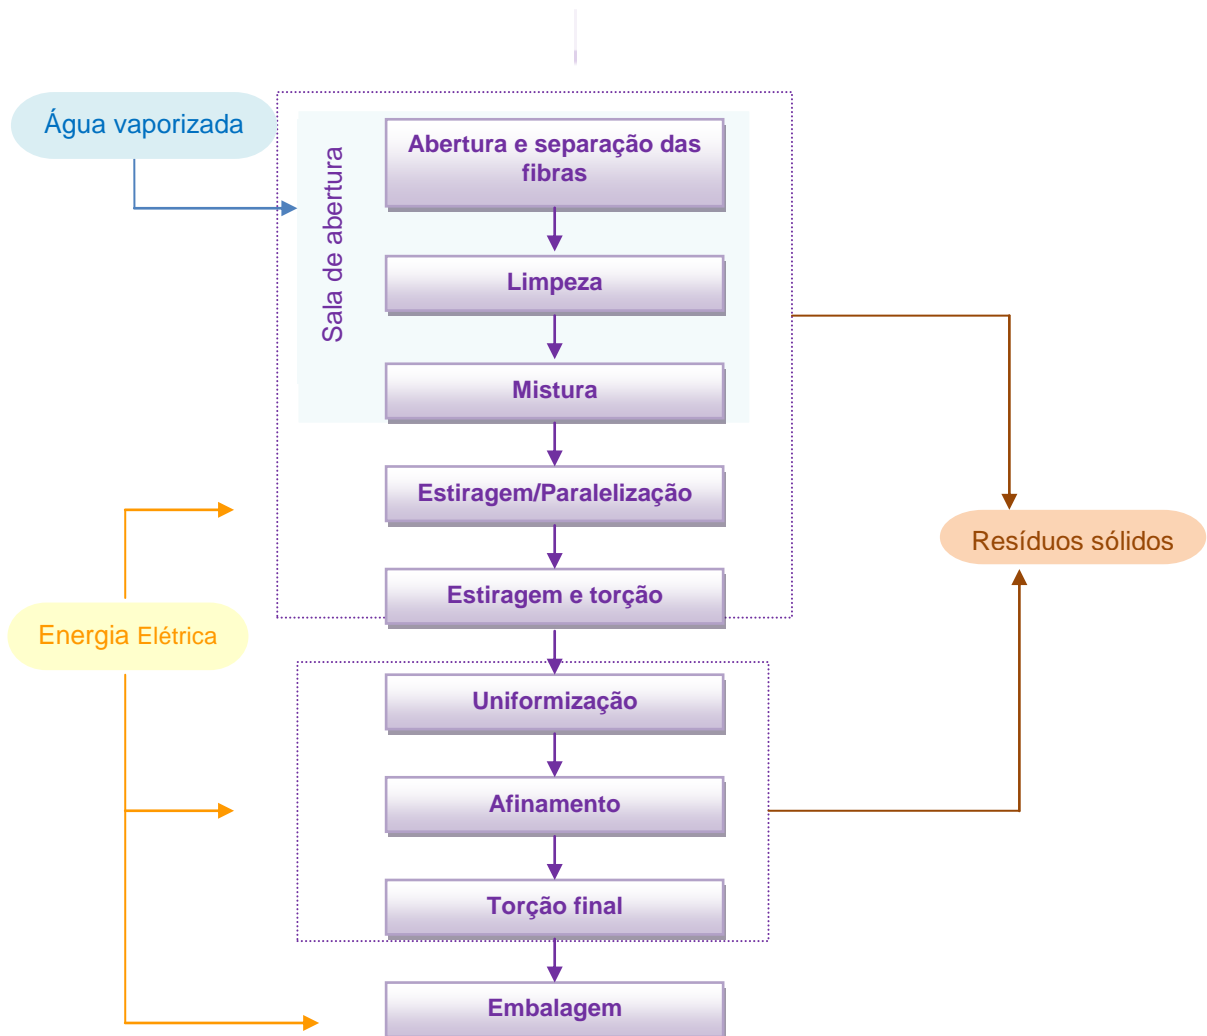 Água vaporizada
Sala de abertura
Abertura e separação das
fibras
Limpeza
Mistura
Estiragem/Paralelização
Estiragem e torção
Resíduos sólidos
Energia Elétrica
Uniformização
Afinamento
Torção final
Embalagem